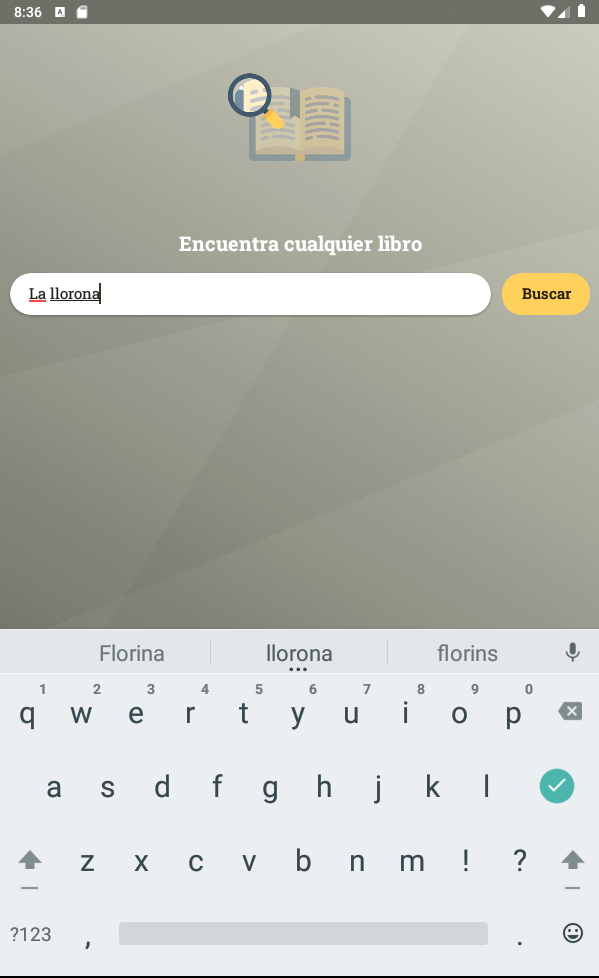 8:36
A
Encuentra cualquier libro
La llorona
Buscar
Florina llorona florins
1 2 3 4 5 6 7 8 9 0
q w e r t y u i o p
a s d f g h j k l
z x c v b n m ! ?
?123 , .